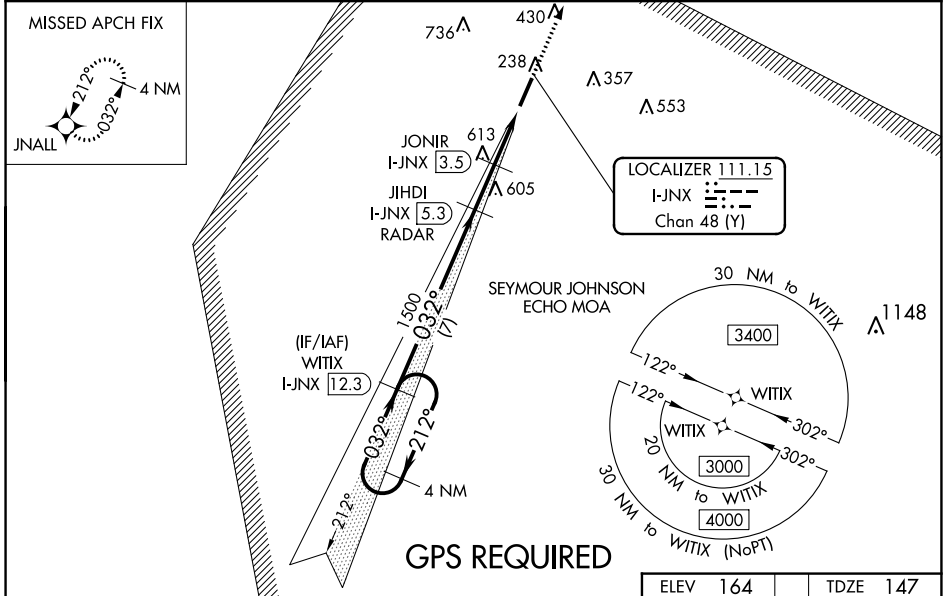 MISSED APCH FIX
212°
032°
4 NM
JNALL
736
430
238
357
553
JONIR
I-JNX 3.5
613
JIHDI
I-JNX 5.3
RADAR
605
LOCALIZER 111.15
I-JNX
Chan 48 (Y)
SEYMOUR JOHNSON
ECHO MOA
1500
032°
(7)
(IF/IAF)
WITIX
I-JNX 12.3
032°
212°
4 NM
212°
30 NM to WITIX
3400
1148
122°
WITIX
302°
122°
WITIX
302°
20 NM to WITIX
3000
30 NM to WITIX (NoPT)
4000
GPS REQUIRED
ELEV 164 TDZE 147